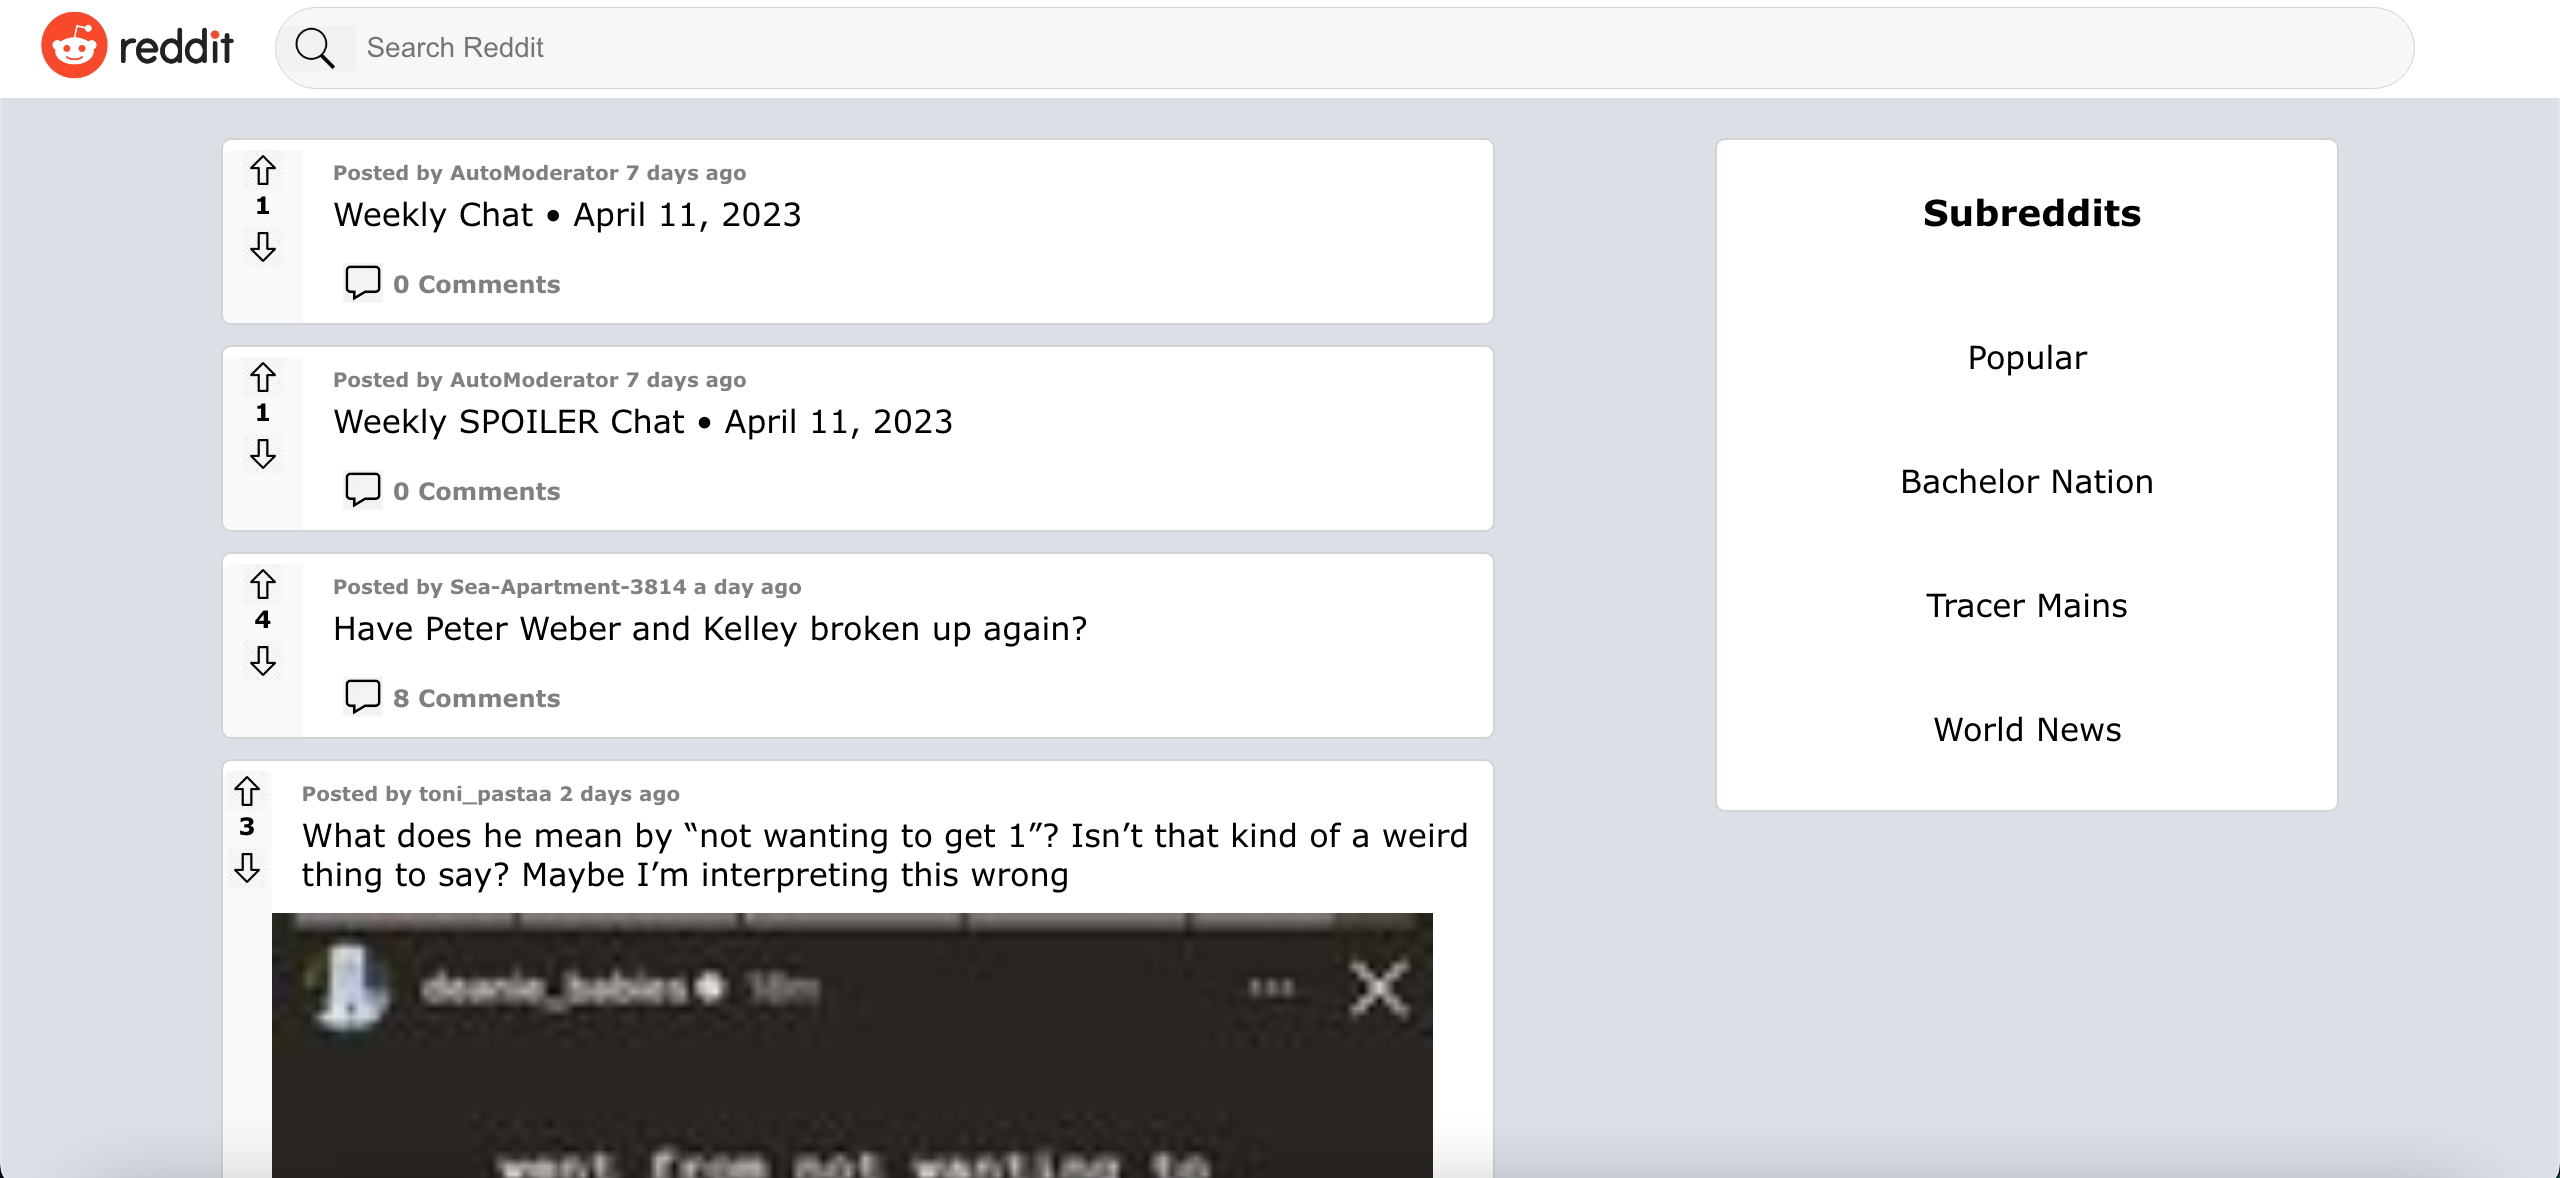 reddit
Search Reddit
1
Posted by AutoModerator 7 days ago
Weekly Chat • April 11, 2023
0 Comments
1
Posted by AutoModerator 7 days ago
Weekly SPOILER Chat • April 11, 2023
0 Comments
4
Posted by Sea-Apartment-3814 a day ago
Have Peter Weber and Kelley broken up again?
8 Comments
3
Posted by toni_pastaa 2 days ago
What does he mean by “not wanting to get 1”? Isn’t that kind of a weird
thing to say? Maybe I’m interpreting this wrong
deanie_babies 18m
went from not wanting to
Subreddits
Popular
Bachelor Nation
Tracer Mains
World News